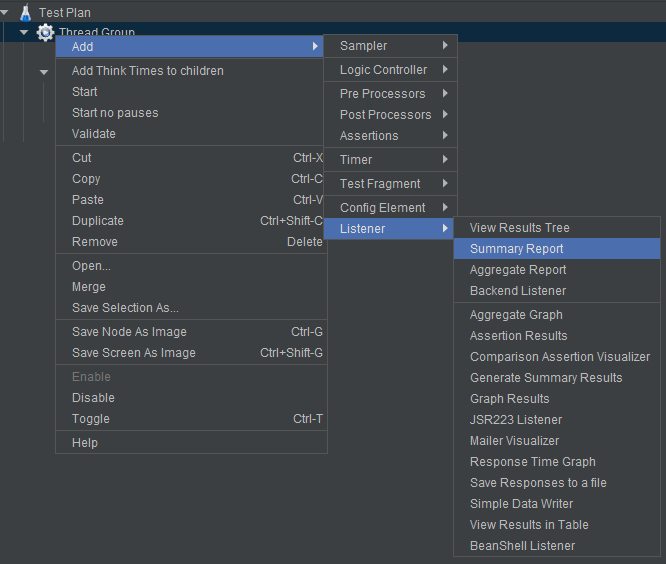 Test Plan
Thread Group
Add
Add Think Times to children
Start
Start no pauses
Validate
Cut Ctrl-X
Copy Ctrl-C
Paste Ctrl-V
Duplicate Ctrl+Shift-C
Remove Delete
Open...
Merge
Save Selection As...
Save Node As Image Ctrl-G
Save Screen As Image Ctrl+Shift-G
Enable
Disable
Toggle Ctrl-T
Help
Sampler
Logic Controller
Pre Processors
Post Processors
Assertions
Timer
Test Fragment
Config Element
Listener
View Results Tree
Summary Report
Aggregate Report
Backend Listener
Aggregate Graph
Assertion Results
Comparison Assertion Visualizer
Generate Summary Results
Graph Results
JSR223 Listener
Mailer Visualizer
Response Time Graph
Save Responses to a file
Simple Data Writer
View Results in Table
BeanShell Listener